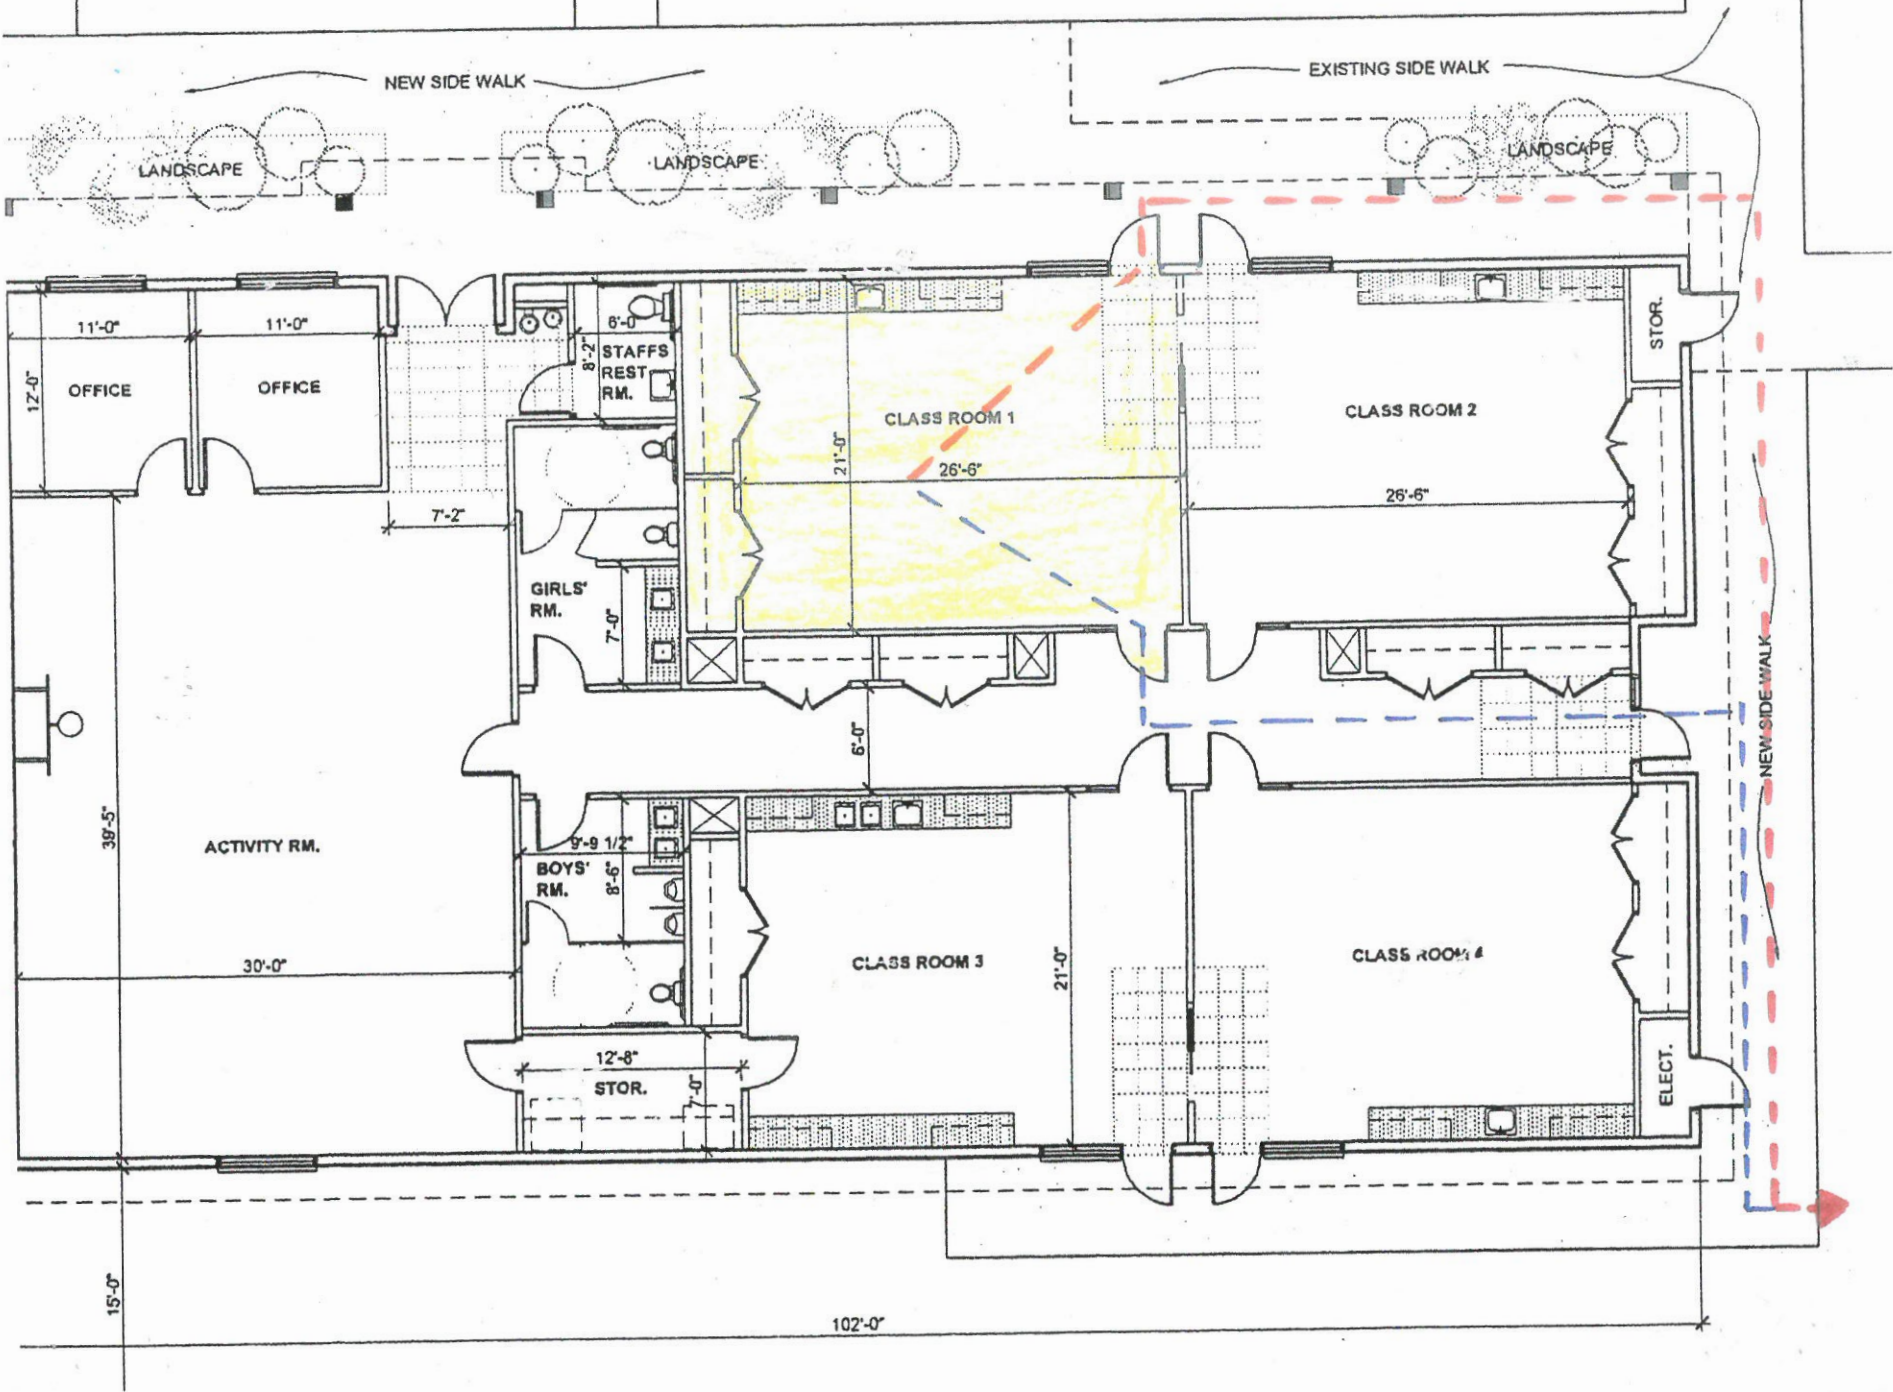 NEW SIDE WALK
EXISTING SIDE WALK
LANDSCAPE
LANDSCAPE
LANDSCAPE
11'-0"
11'-0"
12'-0"
OFFICE
OFFICE
6'-0
8'-2"
STAFFS
REST
RM.
7'-2"
CLASS ROOM 1
21'-0"
26'-6"
CLASS ROOM 2
26'-6"
STOR.
GIRLS'
RM.
7'-0"
6'-0"
NEW SIDE WALK
39'-5"
ACTIVITY RM.
30'-0"
9'-9 1/2"
BOYS'
RM.
8'-6"
CLASS ROOM 3
21'-0"
CLASS ROOM 4
12'-8"
STOR.
7'-0"
ELECT.
15'-0"
102'-0"